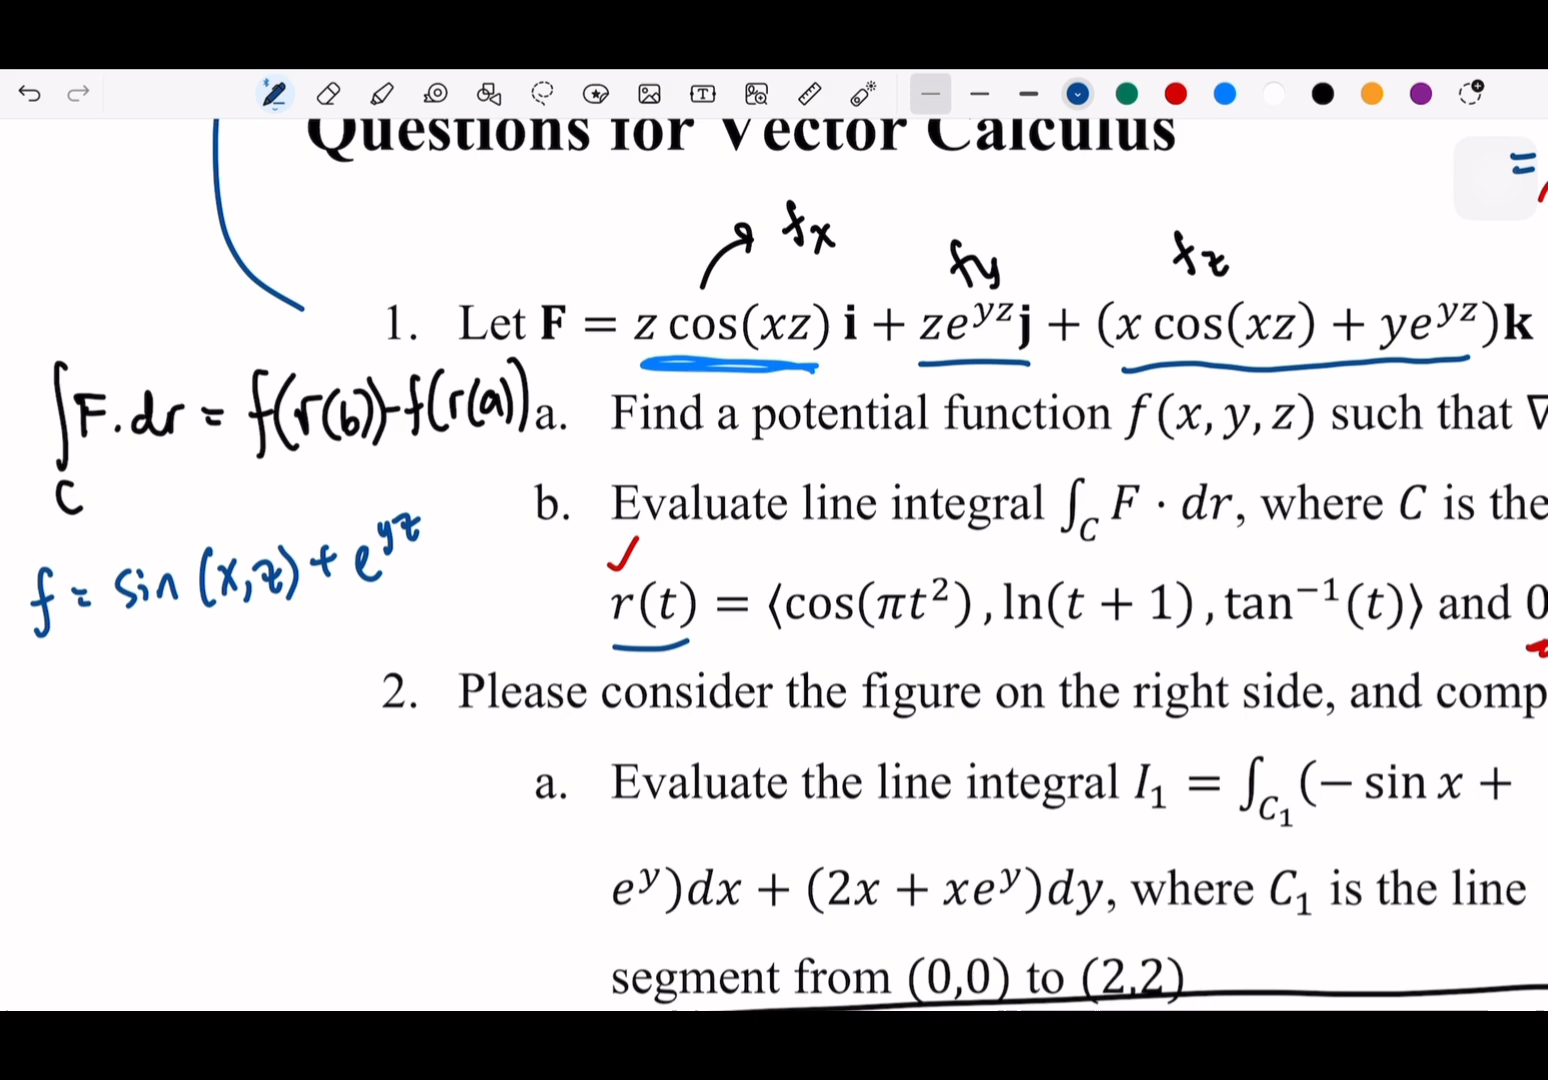 Questions for Vector Calculus
fx
fy
fz
1. Let F = z cos(xz) i + ze^{yz}j + (x cos(xz) + ye^{yz})k
∫_C F.dr = f(r(b))-f(r(a))
a. Find a potential function f(x, y, z) such that ∇
b. Evaluate line integral ∫_C F · dr, where C is the
f = sin(x,z) + e^{yz}
r(t) = ⟨cos(πt²), ln(t + 1), tan⁻¹(t)⟩ and 0
2. Please consider the figure on the right side, and comp
a. Evaluate the line integral I₁ = ∫_{C₁}(− sin x +
e^y)dx + (2x + xe^y)dy, where C₁ is the line
segment from (0,0) to (2,2)
=